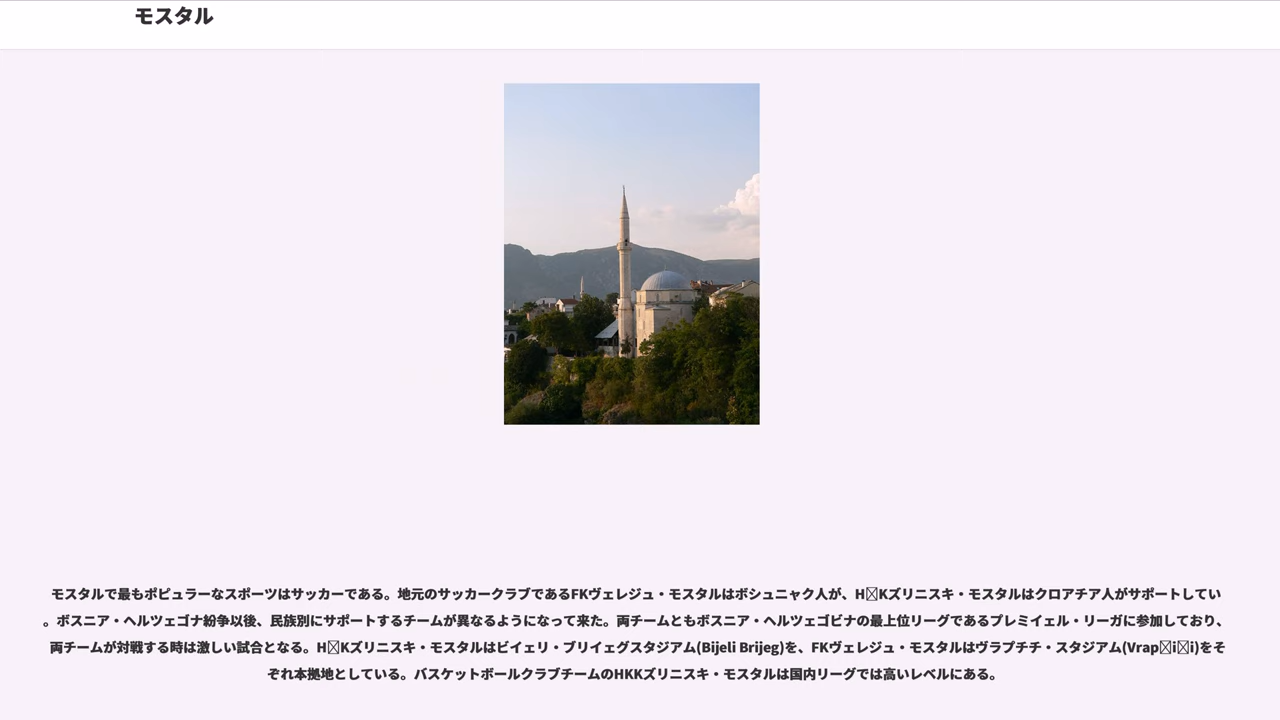 モスタル
モスタルで最もポピュラーなスポーツはサッカーである。地元のサッカークラブであるFKヴェレジュ・モスタルはボシュニャク人が、H□Kズリニスキ・モスタルはクロアチア人がサポートしてい
。ボスニア・ヘルツェゴナ紛争以後、民族別にサポートするチームが異なるようになって来た。両チームともボスニア・ヘルツェゴビナの最上位リーグであるプレミイェル・リーガに参加しており、
両チームが対戦する時は激しい試合となる。H□Kズリニスキ・モスタルはビイェリ・ブリイェグスタジアム(Bijeli Brijeg)を、FKヴェレジュ・モスタルはヴラプチチ・スタジアム(Vrap□i□i)をそ
ぞれ本拠地としている。バスケットボールクラブチームのHKKズリニスキ・モスタルは国内リーグでは高いレベルにある。